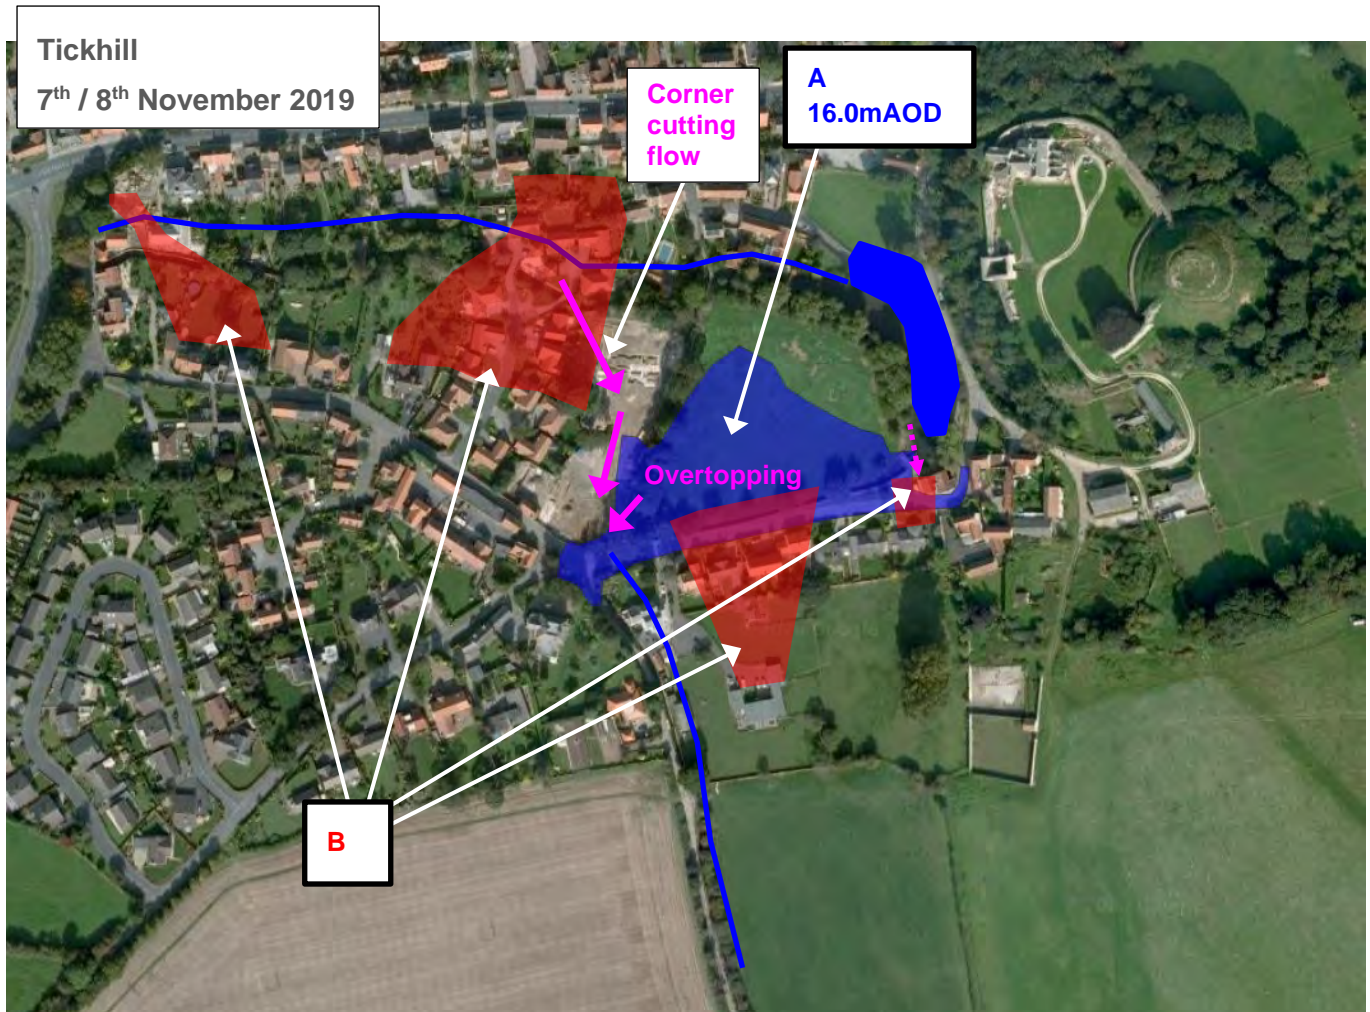 Tickhill
7th / 8th November 2019
Corner
cutting
flow
A
16.0mAOD
Overtopping
B